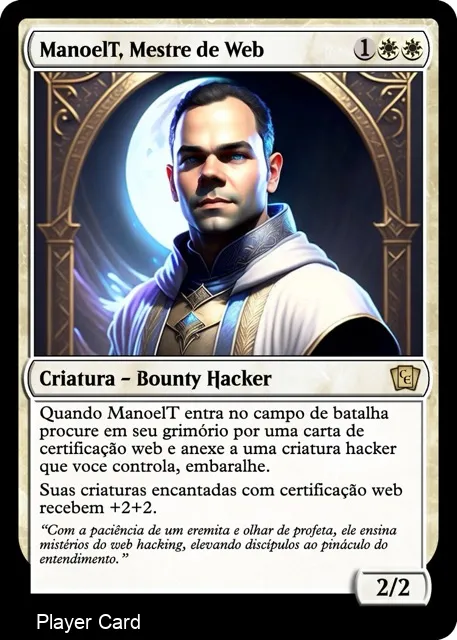 ManoelT, Mestre de Web 1
Criatura – Bounty Hacker CE
Quando ManoelT entra no campo de batalha
procure em seu grimório por uma carta de
certificação web e anexe a uma criatura hacker
que voce controla, embaralhe.
Suas criaturas encantadas com certificação web
recebem +2+2.
“Com a paciência de um eremita e olhar de profeta, ele ensina
mistérios do web hacking, elevando discípulos ao pináculo do
entendimento.”
2/2
Player Card